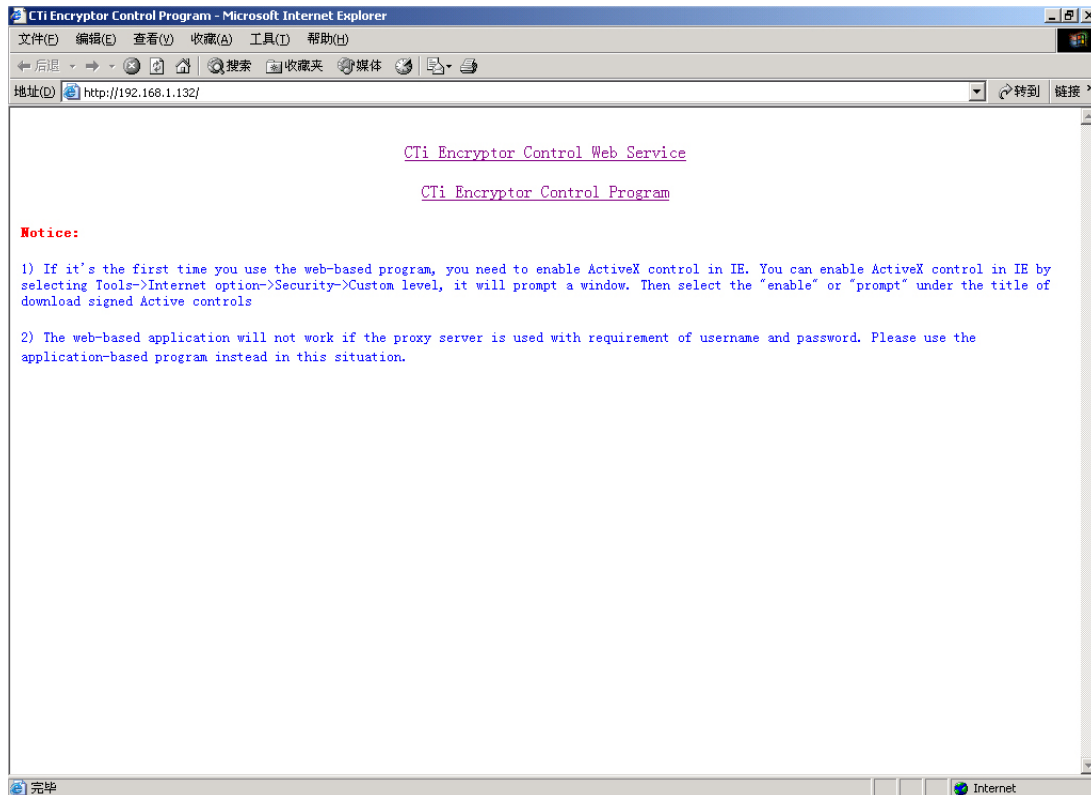 CTi Encryptor Control Program - Microsoft Internet Explorer
文件(F) 编辑(E) 查看(V) 收藏(A) 工具(T) 帮助(H)
后退 搜索 收藏夹 媒体
地址(D) http://192.168.1.132/ 转到 链接 »
CTi Encryptor Control Web Service
CTi Encryptor Control Program
Notice:
1) If it's the first time you use the web-based program, you need to enable ActiveX control in IE. You can enable ActiveX control in IE by
selecting Tools->Internet option->Security->Custom level, it will prompt a window. Then select the "enable" or "prompt" under the title of
download signed Active controls
2) The web-based application will not work if the proxy server is used with requirement of username and password. Please use the
application-based program instead in this situation.
完毕 Internet